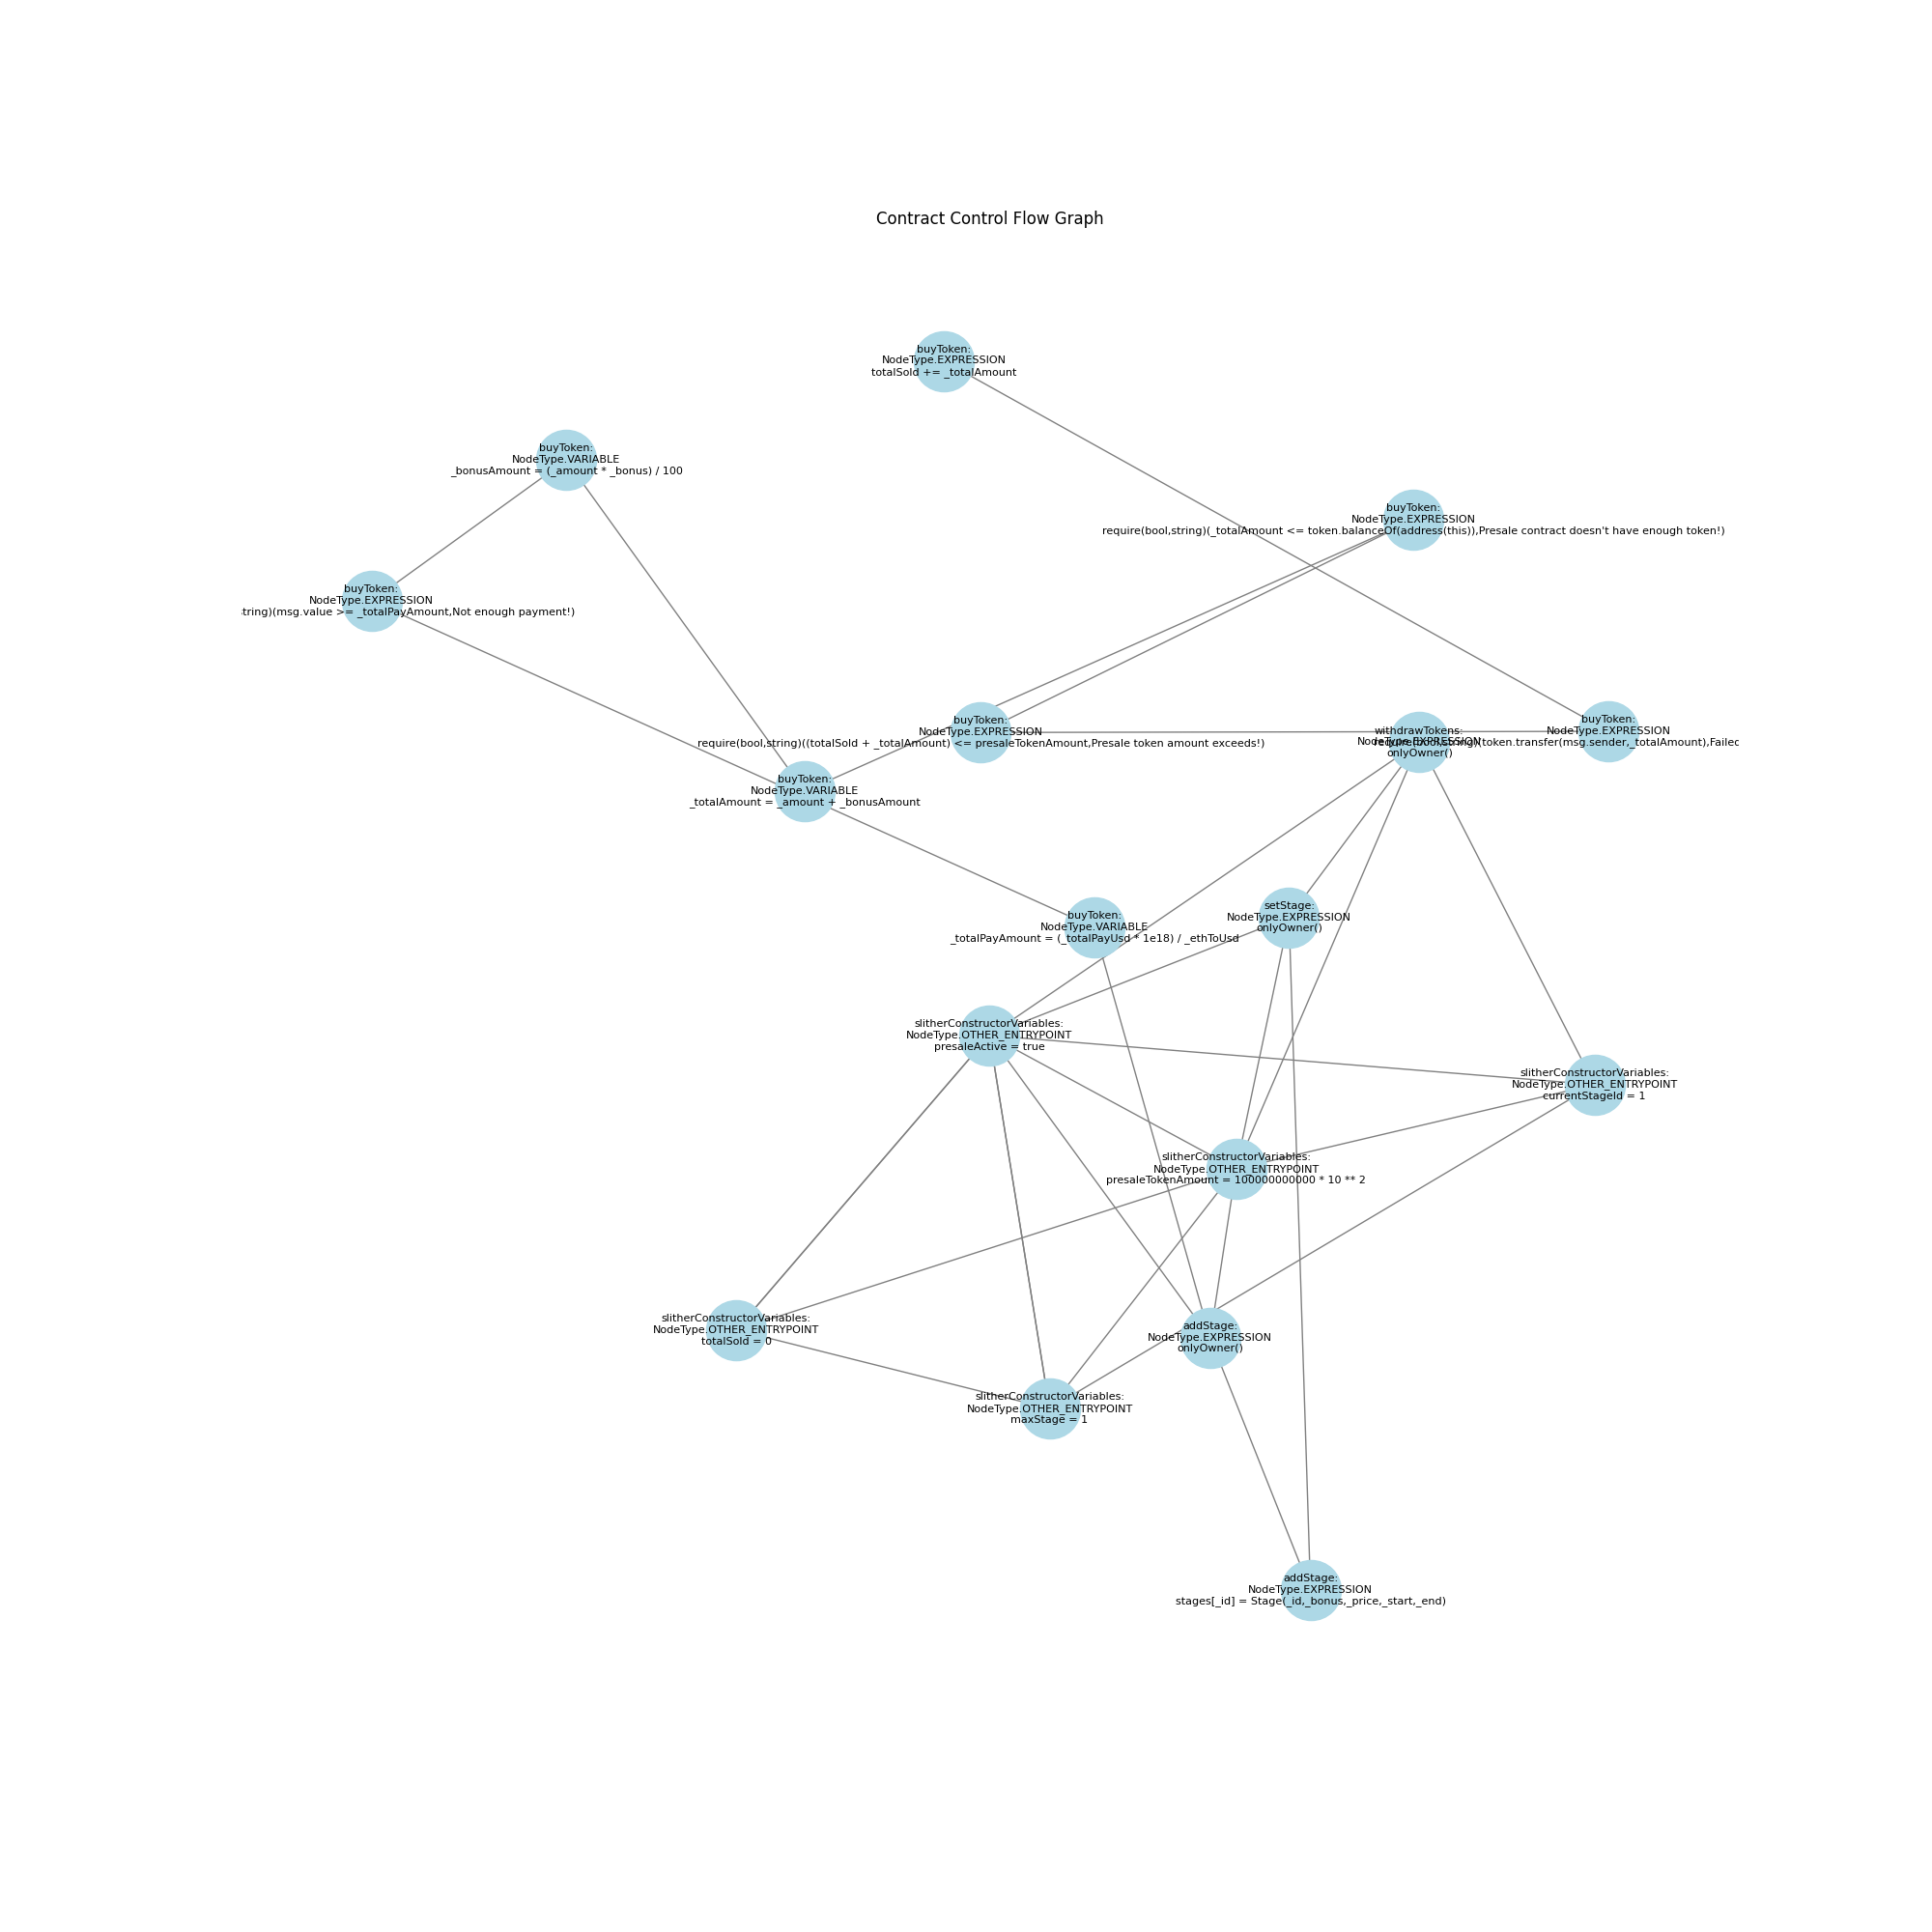 Contract Control Flow Graph
buyToken:
NodeType.EXPRESSION
totalSold += _totalAmount
buyToken:
NodeType.VARIABLE
_bonusAmount = (_amount * _bonus) / 100
buyToken:
NodeType.EXPRESSION
require(bool,string)(_totalAmount <= token.balanceOf(address(this)),Presale contract doesn't have enough token!)
buyToken:
NodeType.EXPRESSION
tring)(msg.value >= _totalPayAmount,Not enough payment!)
buyToken:
NodeType.EXPRESSION
require(bool,string)((totalSold + _totalAmount) <= presaleTokenAmount,Presale token amount exceeds!)
withdrawTokens:
NodeType.EXPRESSION
onlyOwner()
buyToken:
NodeType.EXPRESSION
require(bool,string)(token.transfer(msg.sender,_totalAmount),Failed
buyToken:
NodeType.VARIABLE
_totalAmount = _amount + _bonusAmount
buyToken:
NodeType.VARIABLE
_totalPayAmount = (_totalPayUsd * 1e18) / _ethToUsd
setStage:
NodeType.EXPRESSION
onlyOwner()
slitherConstructorVariables:
NodeType.OTHER_ENTRYPOINT
presaleActive = true
slitherConstructorVariables:
NodeType.OTHER_ENTRYPOINT
currentStageId = 1
slitherConstructorVariables:
NodeType.OTHER_ENTRYPOINT
presaleTokenAmount = 100000000000 * 10 ** 2
slitherConstructorVariables:
NodeType.OTHER_ENTRYPOINT
totalSold = 0
addStage:
NodeType.EXPRESSION
onlyOwner()
slitherConstructorVariables:
NodeType.OTHER_ENTRYPOINT
maxStage = 1
addStage:
NodeType.EXPRESSION
stages[_id] = Stage(_id,_bonus,_price,_start,_end)